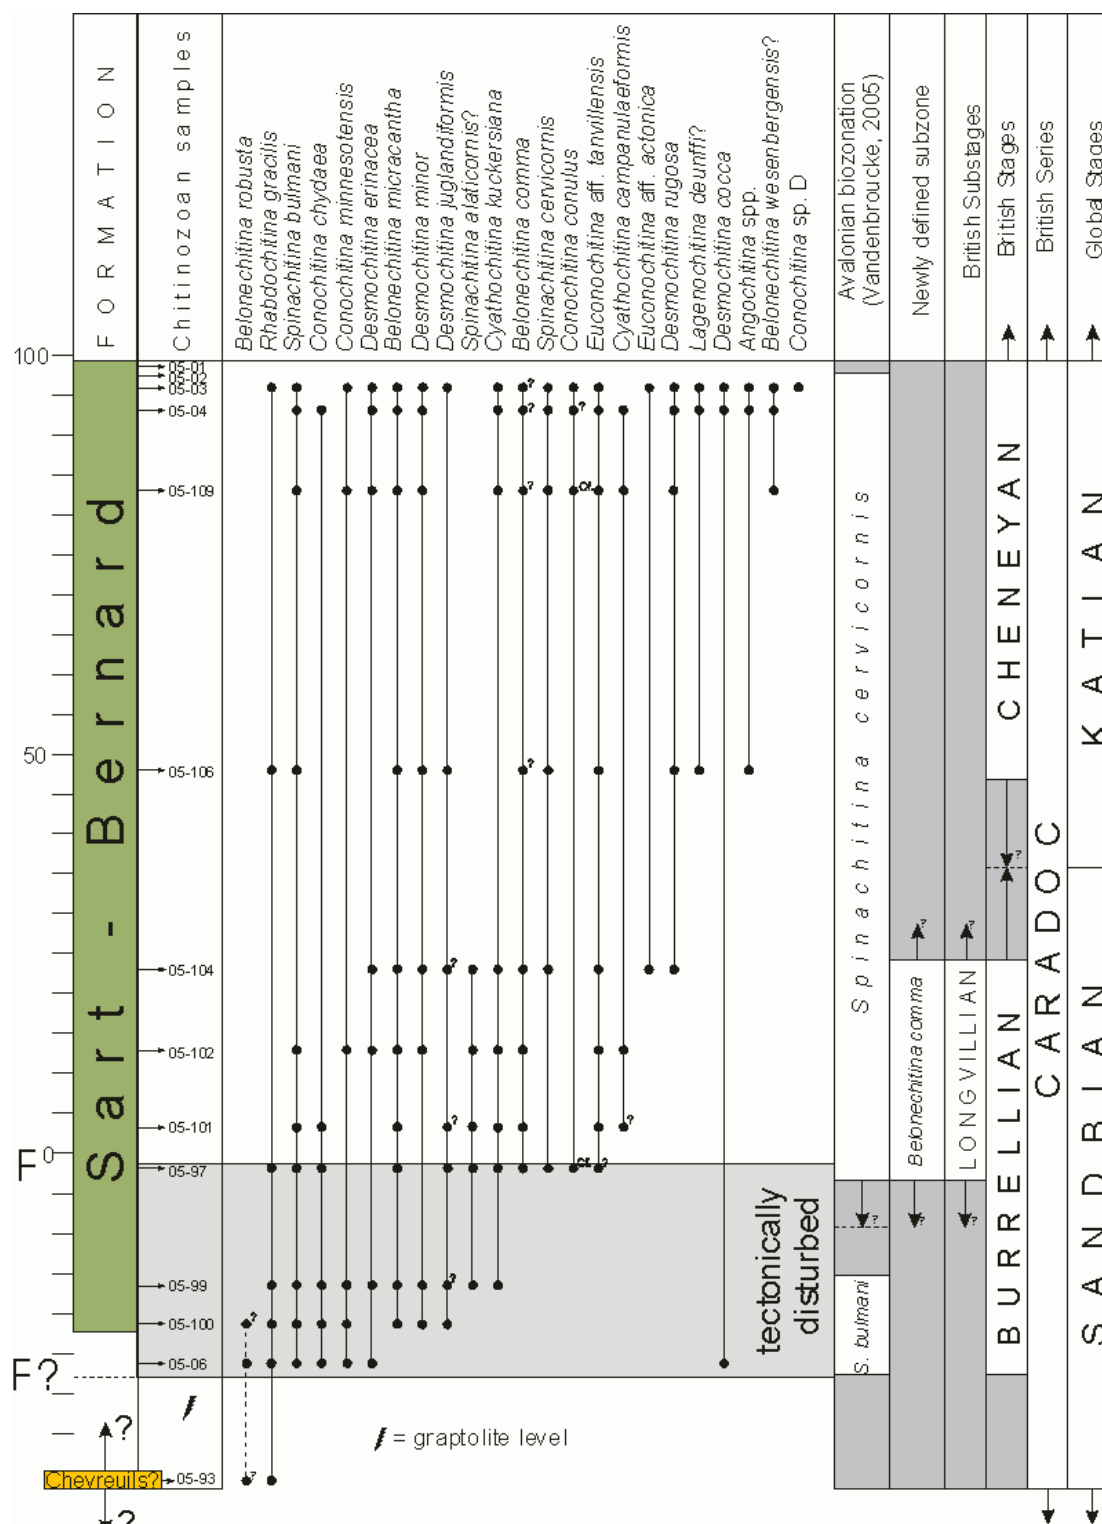 FORMATION
Chitinozoan samples
Belonechitina robusta
Rhabdochitina gracilis
Spinachitina bulmani
Conochitina chydaea
Conochitina minnesotensis
Desmochitina erinacea
Belonechitina micracantha
Desmochitina minor
Desmochitina juglandiformis
Spinachitina alaticornis?
Cyathochitina kuckersiana
Belonechitina comma
Spinachitina cervicornis
Conochitina conulus
Euconochitina aff. tanvillensis
Cyathochitina campanulaeformis
Euconochitina aff. actonica
Desmochitina rugosa
Lagenochitina deunffi?
Desmochitina cocca
Angochitina spp.
Belonechitina wesenbergensis?
Conochitina sp. D
Avalonian biozonation
(Vandenbroucke, 2005)
Newly defined subzone
British Substages
British Stages
British Series
Global Stages
100
05-01
05-02
05-03
?
05-04
? ?
05-109
? cf.
50
05-106
?
05-104
?
05-102
05-101
? ?
0
F
05-97
cf. ?
05-99
?
05-100
?
05-06
F?
?
Chevreuils?
05-93
?
?
Sart - Bernard
tectonically
disturbed
= graptolite level
Spinachitina cervicornis
?
S. bulmani
?
Belonechitina comma
?
?
LONGVILLIAN
?
CHENEYAN
?
BURRELLIAN
CARADOC
KATIAN
SANDBIAN